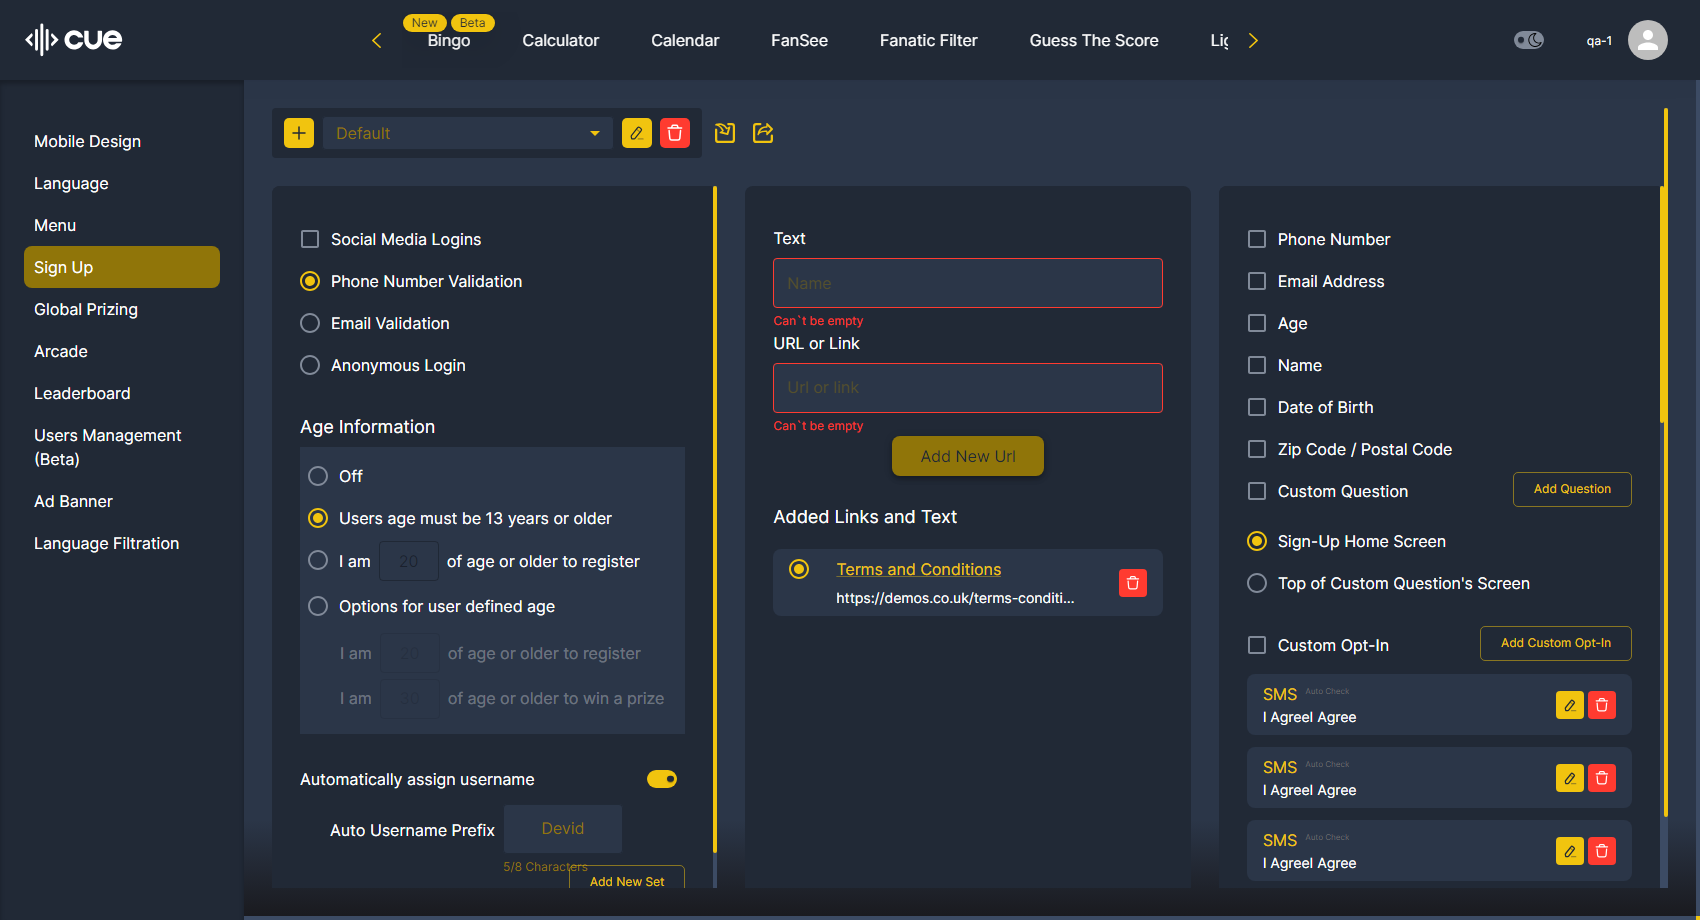 cue
New
Beta
Bingo
Calculator
Calendar
FanSee
Fanatic Filter
Guess The Score
qa-1
Mobile Design
Language
Menu
Sign Up
Global Prizing
Arcade
Leaderboard
Users Management
(Beta)
Ad Banner
Language Filtration
Default
Social Media Logins
Phone Number Validation
Email Validation
Anonymous Login
Age Information
Off
Users age must be 13 years or older
I am 20 of age or older to register
Options for user defined age
I am 20 of age or older to register
I am 30 of age or older to win a prize
Automatically assign username
Auto Username Prefix Devid
5/8 Characters
Add New Set
Text
Name
Can`t be empty
URL or Link
Url or link
Can`t be empty
Add New Url
Added Links and Text
Terms and Conditions
https://demos.co.uk/terms-conditi...
Phone Number
Email Address
Age
Name
Date of Birth
Zip Code / Postal Code
Custom Question
Add Question
Sign-Up Home Screen
Top of Custom Question's Screen
Custom Opt-In
Add Custom Opt-In
SMS Auto Check
I AgreeI Agree
SMS Auto Check
I AgreeI Agree
SMS Auto Check
I AgreeI Agree